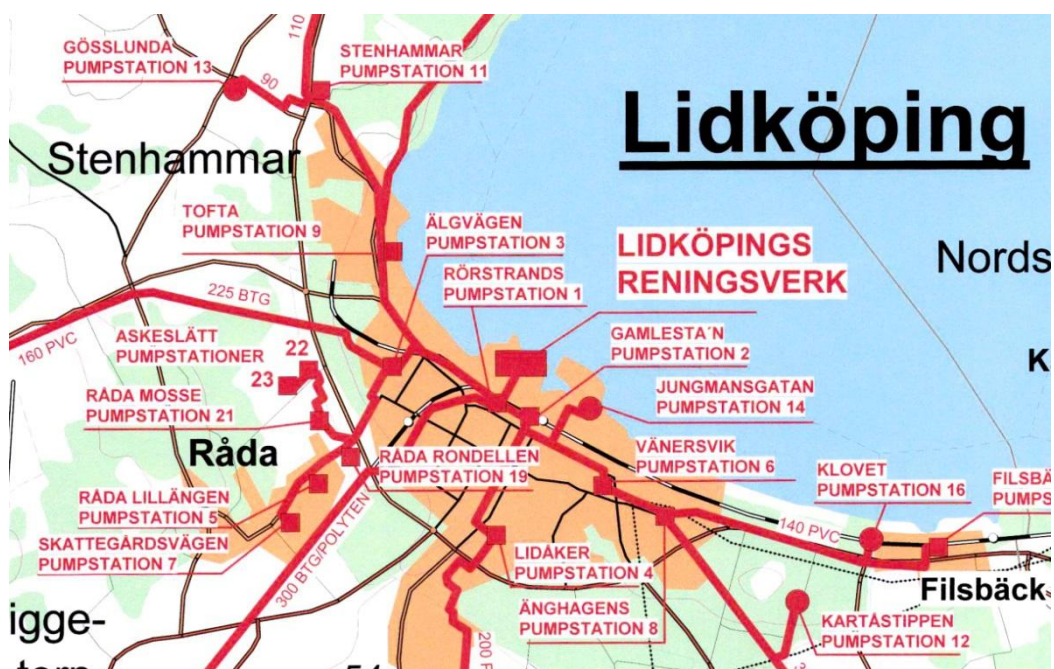 GÖSSLUNDA
PUMPSTATION 13
90
110
STENHAMMAR
PUMPSTATION 11
Lidköping
Stenhammar
TOFTA
PUMPSTATION 9
ÄLGVÄGEN
PUMPSTATION 3
LIDKÖPINGS
RENINGSVERK
Nords
RÖRSTRANDS
PUMPSTATION 1
225 BTG
160 PVC
GAMLESTA´N
PUMPSTATION 2
ASKESLÄTT
PUMPSTATIONER
22
23
K
JUNGMANSGATAN
PUMPSTATION 14
RÅDA MOSSE
PUMPSTATION 21
Råda
RÅDA RONDELLEN
PUMPSTATION 19
VÄNERSVIK
PUMPSTATION 6
KLOVET
PUMPSTATION 16
FILSBÄ
PUMPS
RÅDA LILLÄNGEN
PUMPSTATION 5
140 PVC
SKATTEGÅRDSVÄGEN
PUMPSTATION 7
300 BTG/POLYTEN
LIDÅKER
PUMPSTATION 4
Filsbäck
ÄNGHAGENS
PUMPSTATION 8
KARTÅSTIPPEN
PUMPSTATION 12
igge-
200 P